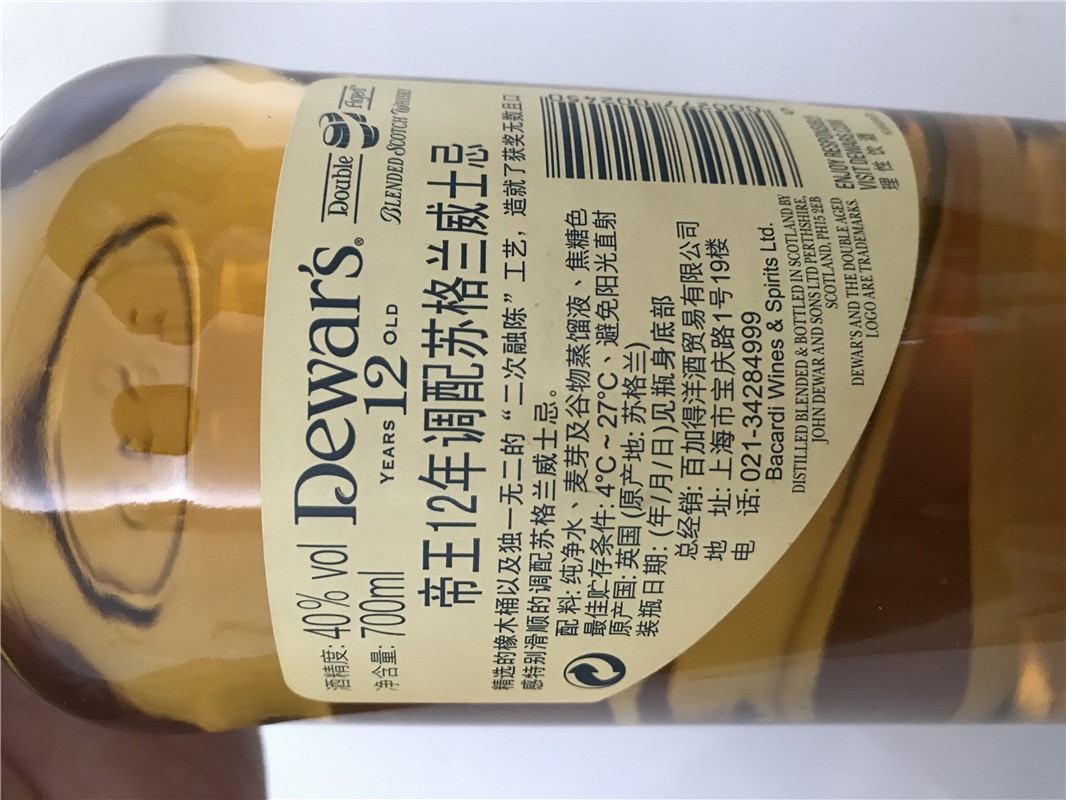 酒精度: 40% vol
净含量: 700ml
Dewar's®
YEARS 12 OLD
Double Aged®
BLENDED SCOTCH WHISKY
帝王12年调配苏格兰威士忌
精选的橡木桶以及独一无二的“二次融陈”工艺，造就了获奖无数且口
感特别滑顺的调配苏格兰威士忌。
配 料: 纯净水、麦芽及谷物蒸馏液、焦糖色
最佳贮存条件: 4°C~27°C、避免阳光直射
原产国: 英国 (原产地: 苏格兰)
装瓶日期: (年/月/日)见瓶身底部
总经销: 百加得洋酒贸易有限公司
地 址: 上海市宝庆路1号19楼
电 话: 021-34284999
Bacardi Wines & Spirits Ltd.
DISTILLED BLENDED & BOTTLED IN SCOTLAND BY
JOHN DEWAR AND SONS LTD PERTHSHIRE
SCOTLAND, PH15 2EB
DEWAR'S AND THE DOUBLE AGED
LOGO ARE TRADEMARKS
ENJOY RESPONSIBLY
VISIT DEWARS.COM
理性饮酒